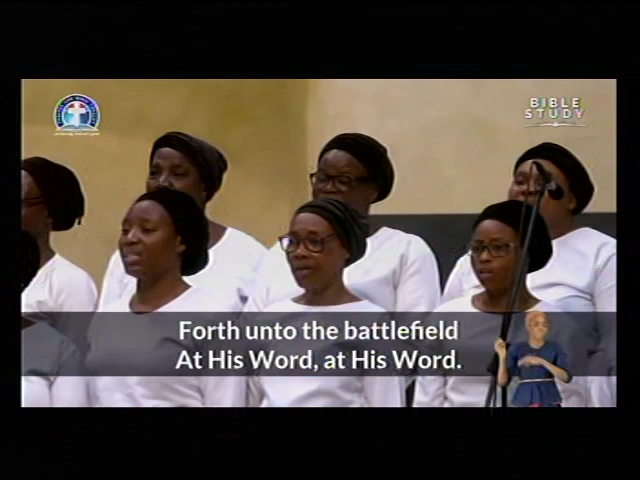 BIBLE
STUDY
Forth unto the battlefield
At His Word, at His Word.